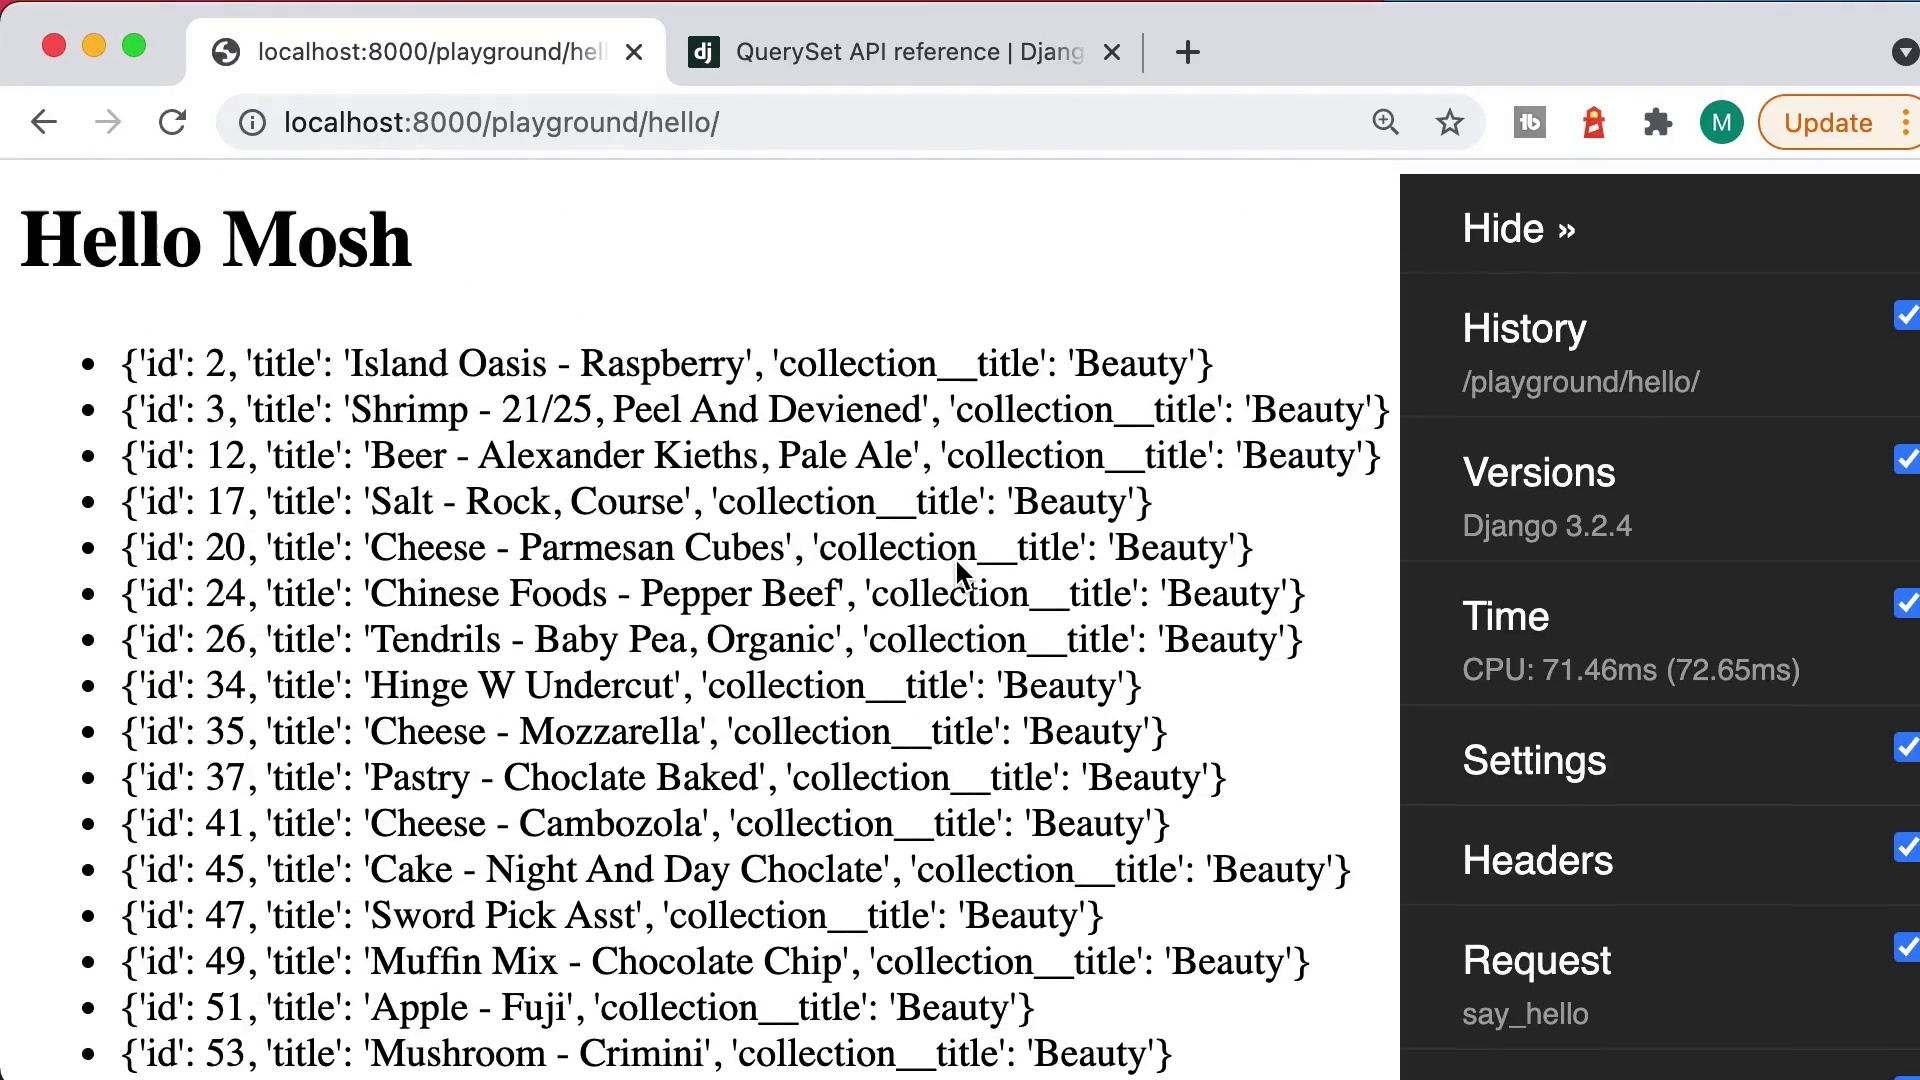 localhost:8000/playground/hel
QuerySet API reference | Djang
localhost:8000/playground/hello/
M
Update
Hello Mosh
• {'id': 2, 'title': 'Island Oasis - Raspberry', 'collection__title': 'Beauty'}
• {'id': 3, 'title': 'Shrimp - 21/25, Peel And Deviened', 'collection__title': 'Beauty'}
• {'id': 12, 'title': 'Beer - Alexander Kieths, Pale Ale', 'collection__title': 'Beauty'}
• {'id': 17, 'title': 'Salt - Rock, Course', 'collection__title': 'Beauty'}
• {'id': 20, 'title': 'Cheese - Parmesan Cubes', 'collection__title': 'Beauty'}
• {'id': 24, 'title': 'Chinese Foods - Pepper Beef', 'collection__title': 'Beauty'}
• {'id': 26, 'title': 'Tendrils - Baby Pea, Organic', 'collection__title': 'Beauty'}
• {'id': 34, 'title': 'Hinge W Undercut', 'collection__title': 'Beauty'}
• {'id': 35, 'title': 'Cheese - Mozzarella', 'collection__title': 'Beauty'}
• {'id': 37, 'title': 'Pastry - Choclate Baked', 'collection__title': 'Beauty'}
• {'id': 41, 'title': 'Cheese - Cambozola', 'collection__title': 'Beauty'}
• {'id': 45, 'title': 'Cake - Night And Day Choclate', 'collection__title': 'Beauty'}
• {'id': 47, 'title': 'Sword Pick Asst', 'collection__title': 'Beauty'}
• {'id': 49, 'title': 'Muffin Mix - Chocolate Chip', 'collection__title': 'Beauty'}
• {'id': 51, 'title': 'Apple - Fuji', 'collection__title': 'Beauty'}
• {'id': 53, 'title': 'Mushroom - Crimini', 'collection__title': 'Beauty'}
Hide »
History
/playground/hello/
Versions
Django 3.2.4
Time
CPU: 71.46ms (72.65ms)
Settings
Headers
Request
say_hello